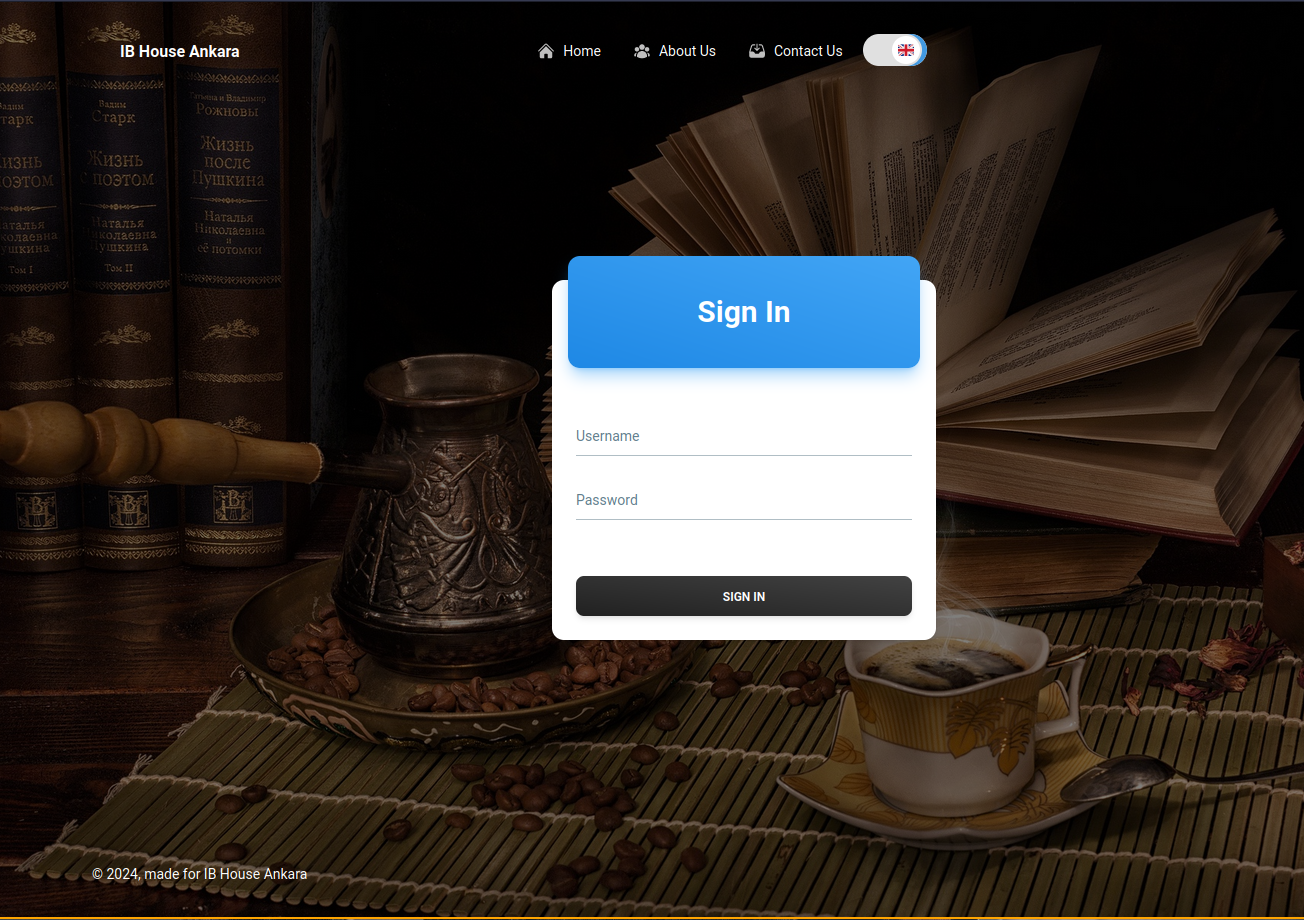 IB House Ankara
Home
About Us
Contact Us
Вадим
Старк
Жизнь
с поэтом
Наталья
Николаевна
Пушкина
Том I
Вадим
Старк
Жизнь
с поэтом
Наталья
Николаевна
Пушкина
Том II
Татьяна и Владимир
Рожновы
Жизнь
после
Пушкина
Наталья
Николаевна
и
её потомки
Sign In
Username
Password
SIGN IN
© 2024, made for IB House Ankara